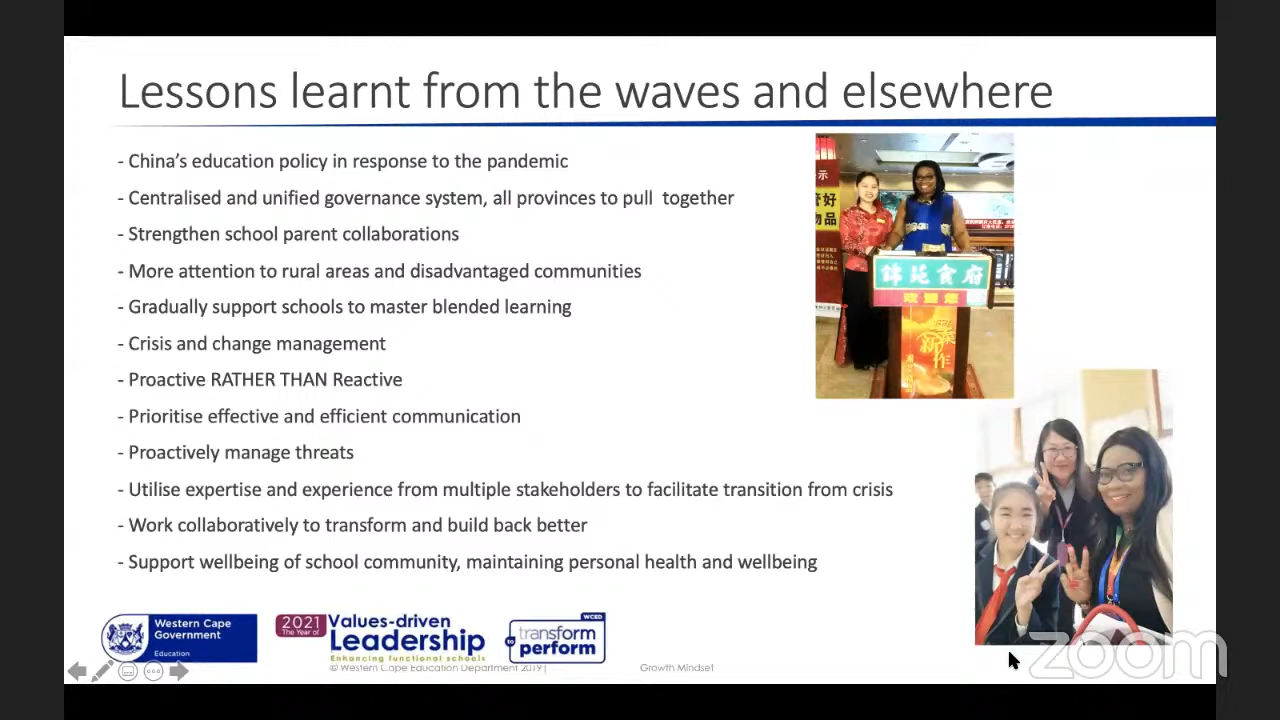 Lessons learnt from the waves and elsewhere
- China's education policy in response to the pandemic
- Centralised and unified governance system, all provinces to pull together
- Strengthen school parent collaborations
- More attention to rural areas and disadvantaged communities
- Gradually support schools to master blended learning
- Crisis and change management
- Proactive RATHER THAN Reactive
- Prioritise effective and efficient communication
- Proactively manage threats
- Utilise expertise and experience from multiple stakeholders to facilitate transition from crisis
- Work collaboratively to transform and build back better
- Support wellbeing of school community, maintaining personal health and wellbeing
示
物品
食府
Western Cape
Government
Education
2021
The Year of
Values-driven
Leadership
Enhancing functional schools
WCED
to transform
perform
© Western Cape Education Department 2019 |
Growth Mindset
zoom